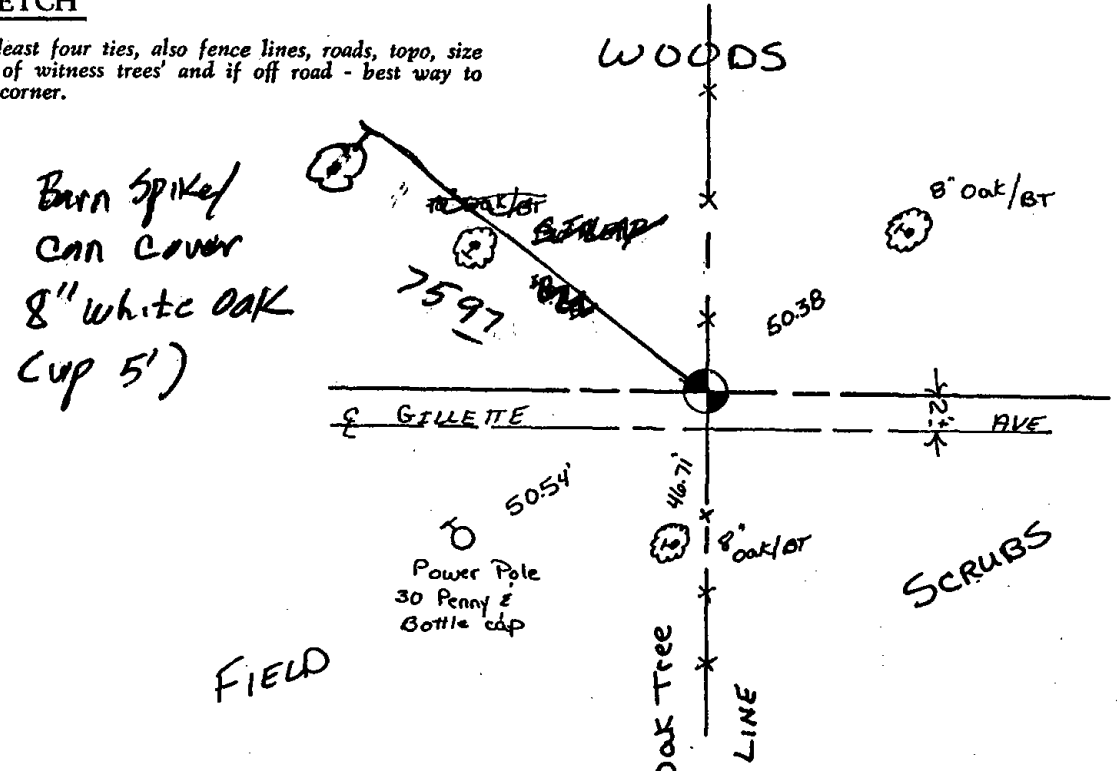 ETCH
least four ties, also fence lines, roads, topo, size
of witness trees' and if off road - best way to
corner.
WOODS
Barn Spike/
Can Cover
8" white oak
(up 5')
8" Oak/BT
7597
50.38
℄ GILLETTE AVE
50.54'
46.71'
8"
Oak/BT
Power Pole
30 Penny &
Bottle cap
SCRUBS
FIELD
Oak Tree
LINE